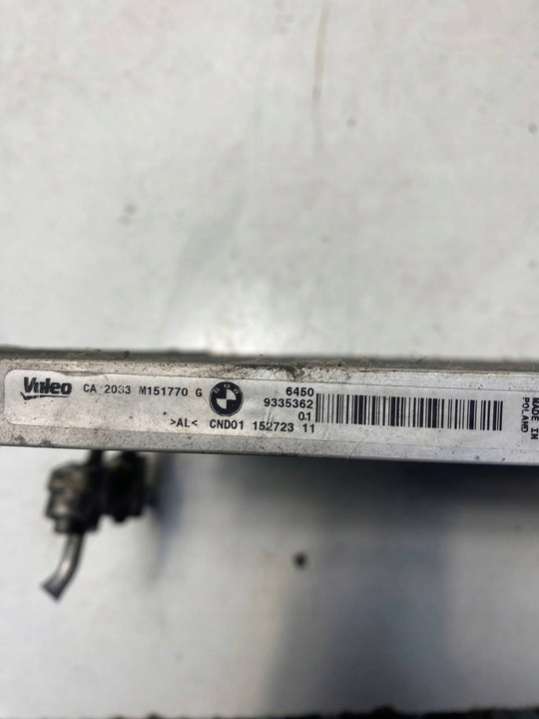 Valeo CA 2033 M151770 G
6450
9335362
01
>AL< CND01 152723 11
MADE IN
POLAND